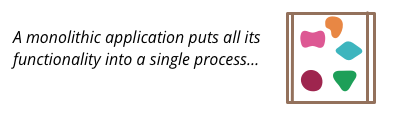 A monolithic application puts all its
functionality into a single process...